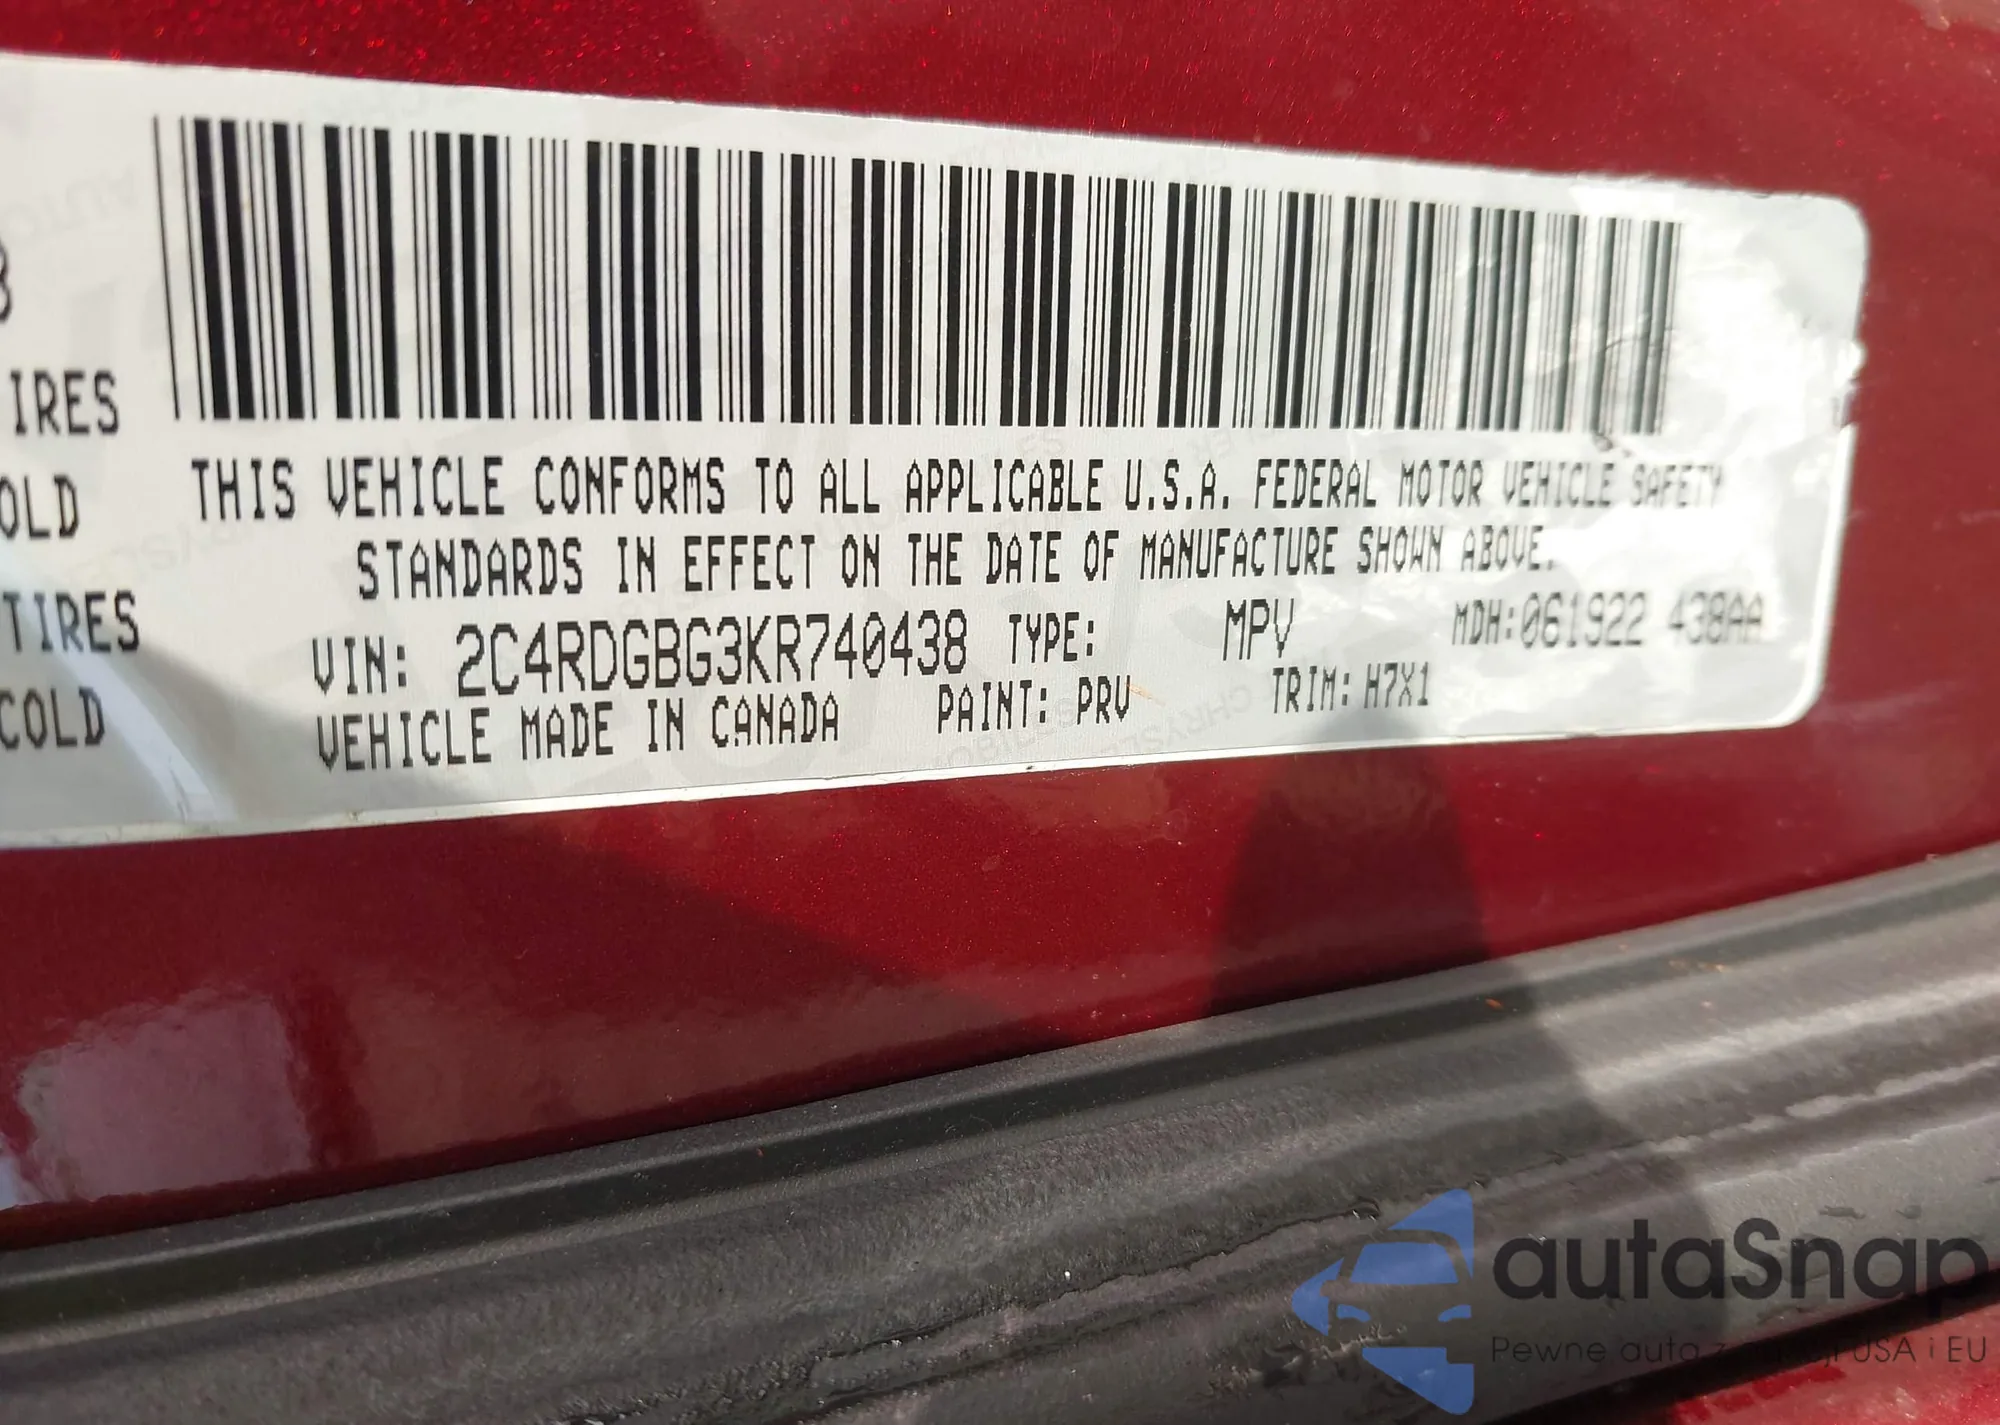 8
IRES
OLD
TIRES
COLD
THIS VEHICLE CONFORMS TO ALL APPLICABLE U.S.A. FEDERAL MOTOR VEHICLE SAFETY
STANDARDS IN EFFECT ON THE DATE OF MANUFACTURE SHOWN ABOVE.
VIN: 2C4RDGBG3KR740438 TYPE: MPV MDH:061922 438AA
VEHICLE MADE IN CANADA PAINT: PRV TRIM: H7X1
autaSnap
Pewne auta z USA i EU